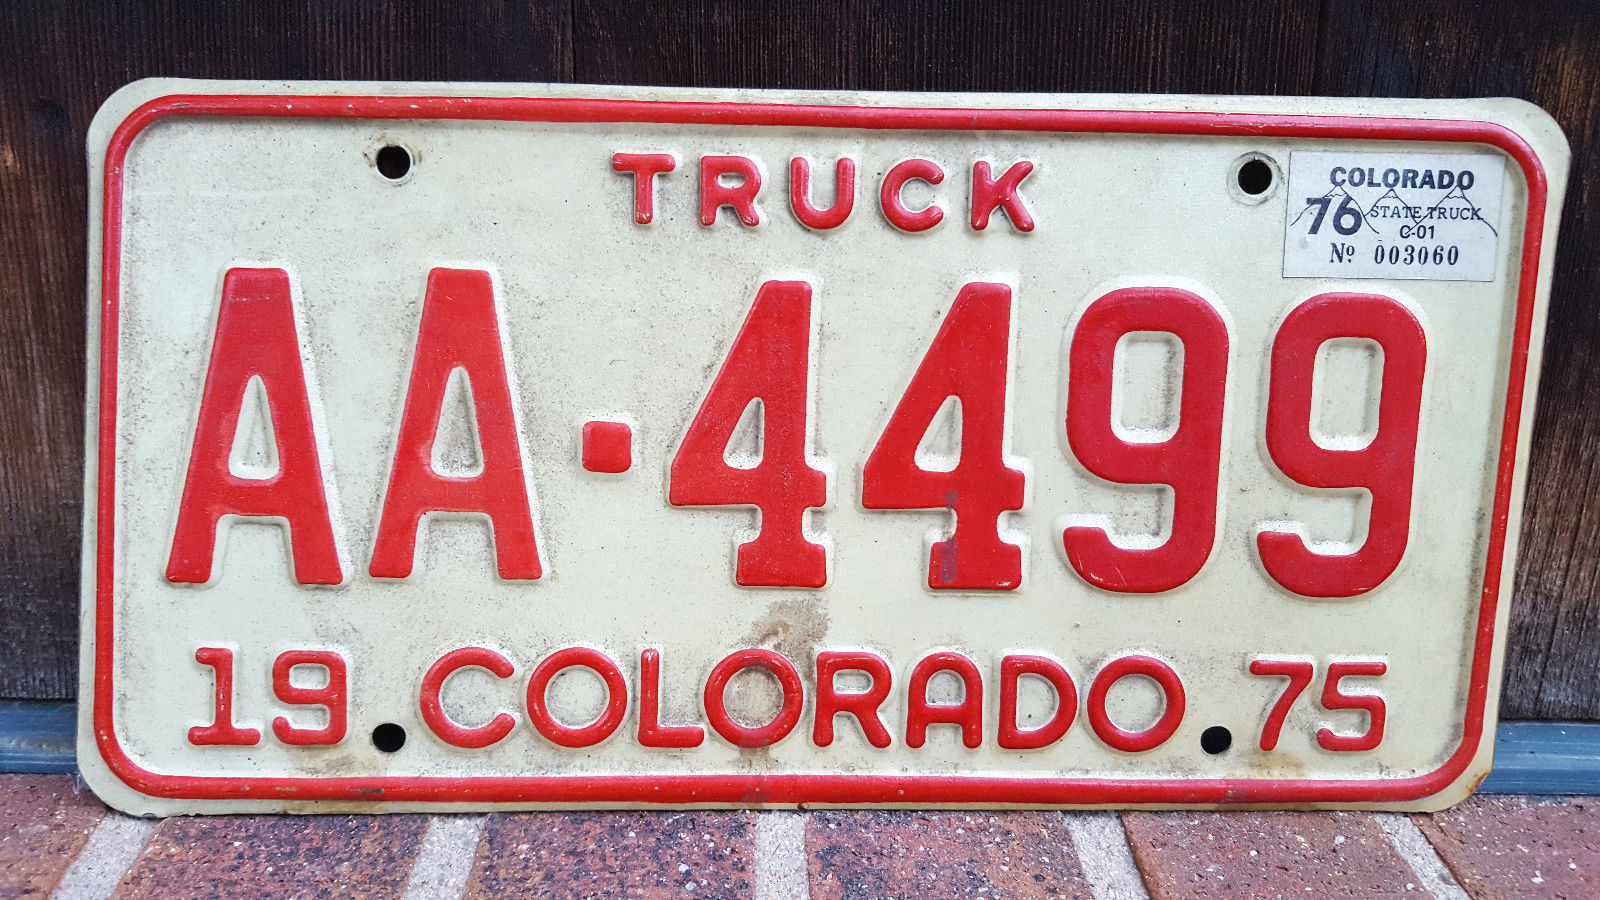 TRUCK
COLORADO
76 STATE TRUCK
C-01
Nº 003060
AA·4499
19 COLORADO 75